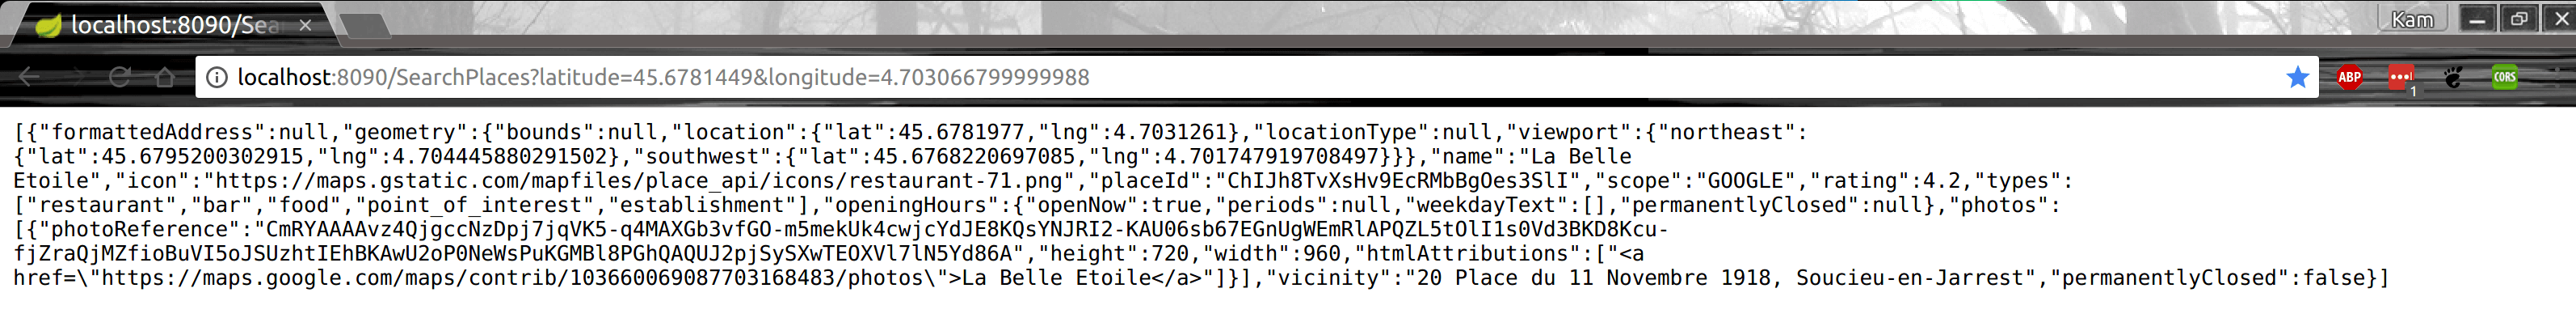 localhost:8090/Sea
Kam
localhost:8090/SearchPlaces?latitude=45.6781449&longitude=4.703066799999988
ABP
1
CORS
[{"formattedAddress":null,"geometry":{"bounds":null,"location":{"lat":45.6781977,"lng":4.7031261},"locationType":null,"viewport":{"northeast":
{"lat":45.6795200302915,"lng":4.704445880291502},"southwest":{"lat":45.6768220697085,"lng":4.701747919708497}}},"name":"La Belle
Etoile","icon":"https://maps.gstatic.com/mapfiles/place_api/icons/restaurant-71.png","placeId":"ChIJh8TvXsHv9EcRMbBgOes3SlI","scope":"GOOGLE","rating":4.2,"types":
["restaurant","bar","food","point_of_interest","establishment"],"openingHours":{"openNow":true,"periods":null,"weekdayText":[],"permanentlyClosed":null},"photos":
[{"photoReference":"CmRYAAAAvz4QjgccNzDpj7jqVK5-q4MAXGb3vfGO-m5mekUk4cwjcYdJE8KQsYNJRI2-KAU06sb67EGnUgWEmRlAPQZL5tOlI1s0Vd3BKD8Kcu-
fjZraQjMZfioBuVI5oJSUzhtIEhBKAwU2oP0NeWsPuKGMBl8PGhQAQUJ2pjSySXwTEOXVl7lN5Yd86A","height":720,"width":960,"htmlAttributions":["<a
href=\"https://maps.google.com/maps/contrib/103660069087703168483/photos\">La Belle Etoile</a>"]}],"vicinity":"20 Place du 11 Novembre 1918, Soucieu-en-Jarrest","permanentlyClosed":false}]